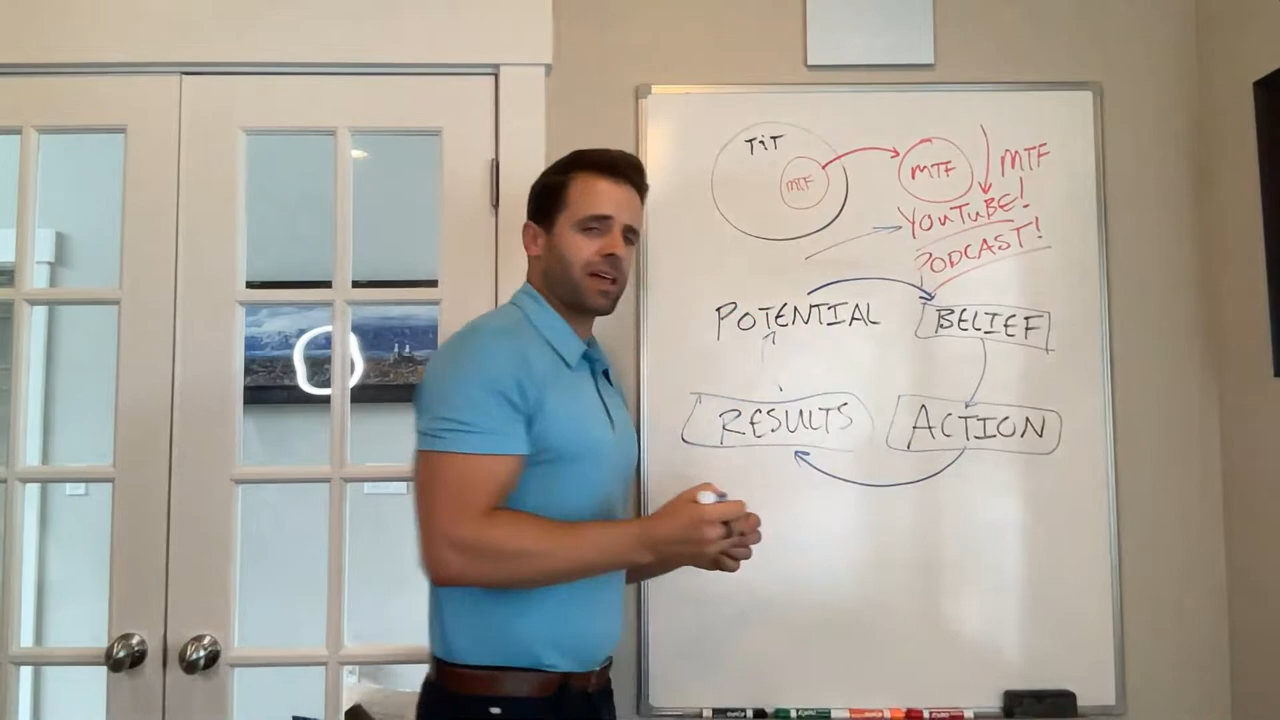 TiT
MTF
MTF
MTF
YOUTUBE!
PODCAST!
POTENTIAL
BELIEF
RESULTS
ACTION